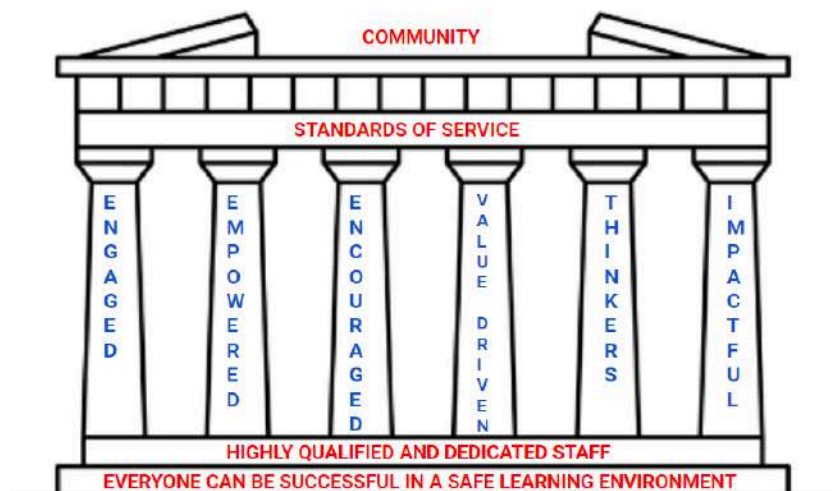 COMMUNITY
STANDARDS OF SERVICE
ENGAGED
EMPOWERED
ENCOURAGED
VALUE DRIVEN
THINKERS
IMPACTFUL
HIGHLY QUALIFIED AND DEDICATED STAFF
EVERYONE CAN BE SUCCESSFUL IN A SAFE LEARNING ENVIRONMENT